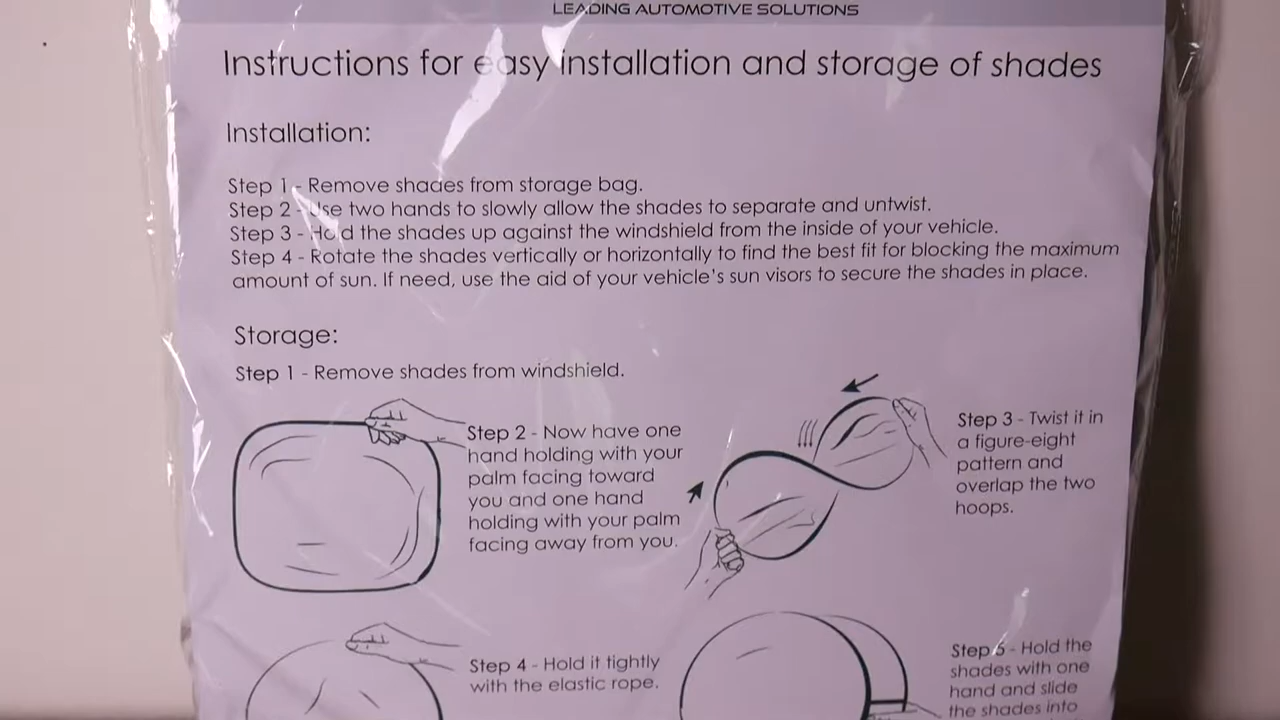 LEADING AUTOMOTIVE SOLUTIONS
Instructions for easy installation and storage of shades
Installation:
Step 1 - Remove shades from storage bag.
Step 2 - Use two hands to slowly allow the shades to separate and untwist.
Step 3 - Hold the shades up against the windshield from the inside of your vehicle.
Step 4 - Rotate the shades vertically or horizontally to find the best fit for blocking the maximum
amount of sun. If need, use the aid of your vehicle's sun visors to secure the shades in place.
Storage:
Step 1 - Remove shades from windshield.
Step 2 - Now have one
hand holding with your
palm facing toward
you and one hand
holding with your palm
facing away from you.
Step 3 - Twist it in
a figure-eight
pattern and
overlap the two
hoops.
Step 4 - Hold it tightly
with the elastic rope.
Step - Hold the
shades with one
hand and slide
the shades into